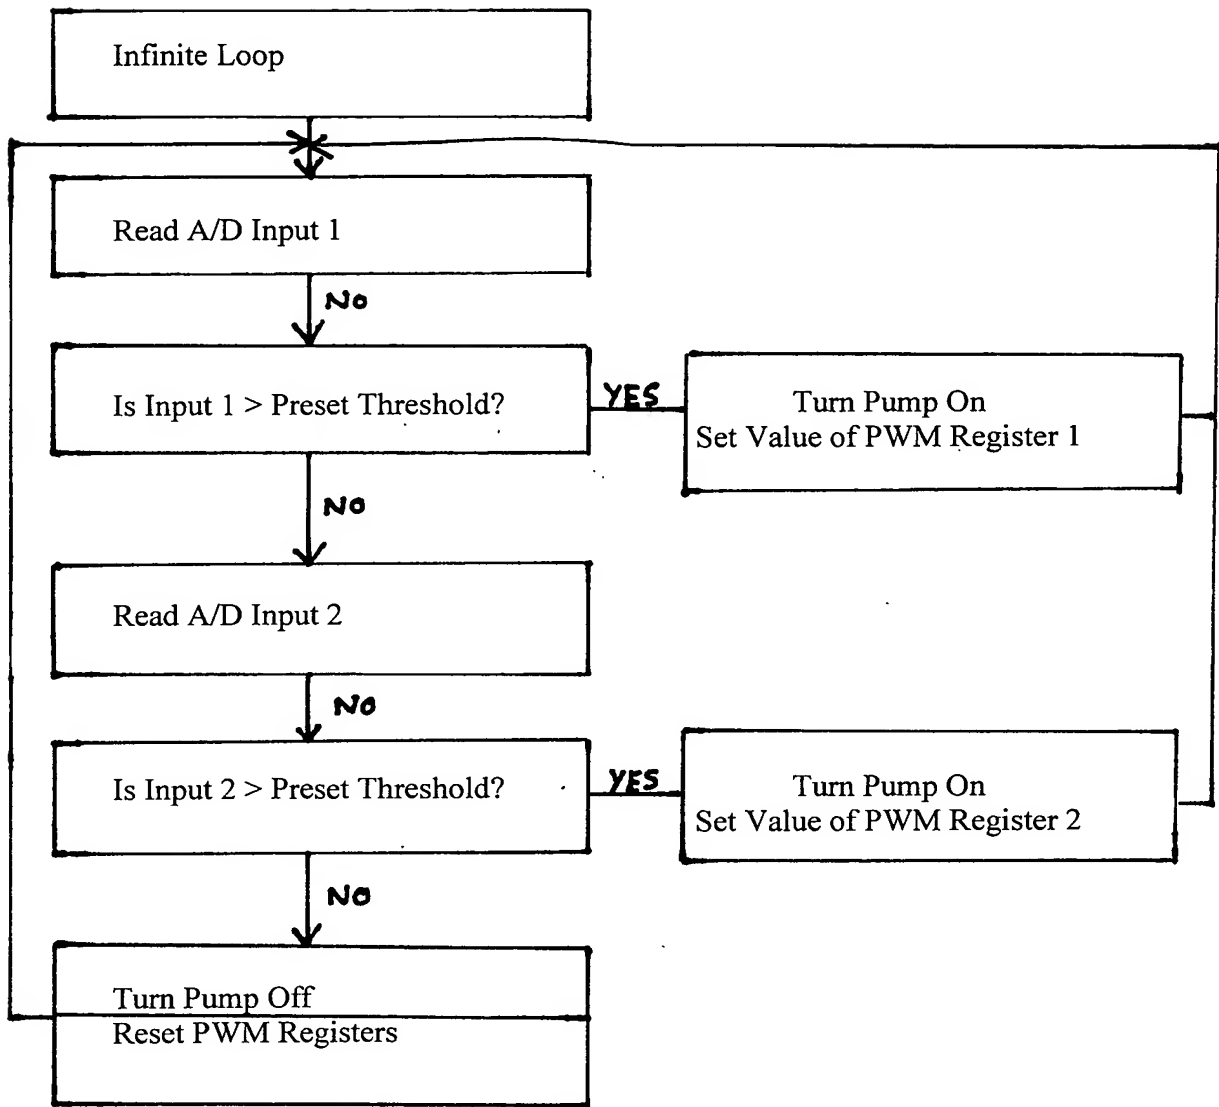 Infinite Loop
Read A/D Input 1
NO
Is Input 1 > Preset Threshold?
YES
Turn Pump On
Set Value of PWM Register 1
NO
Read A/D Input 2
NO
Is Input 2 > Preset Threshold?
YES
Turn Pump On
Set Value of PWM Register 2
NO
Turn Pump Off
Reset PWM Registers